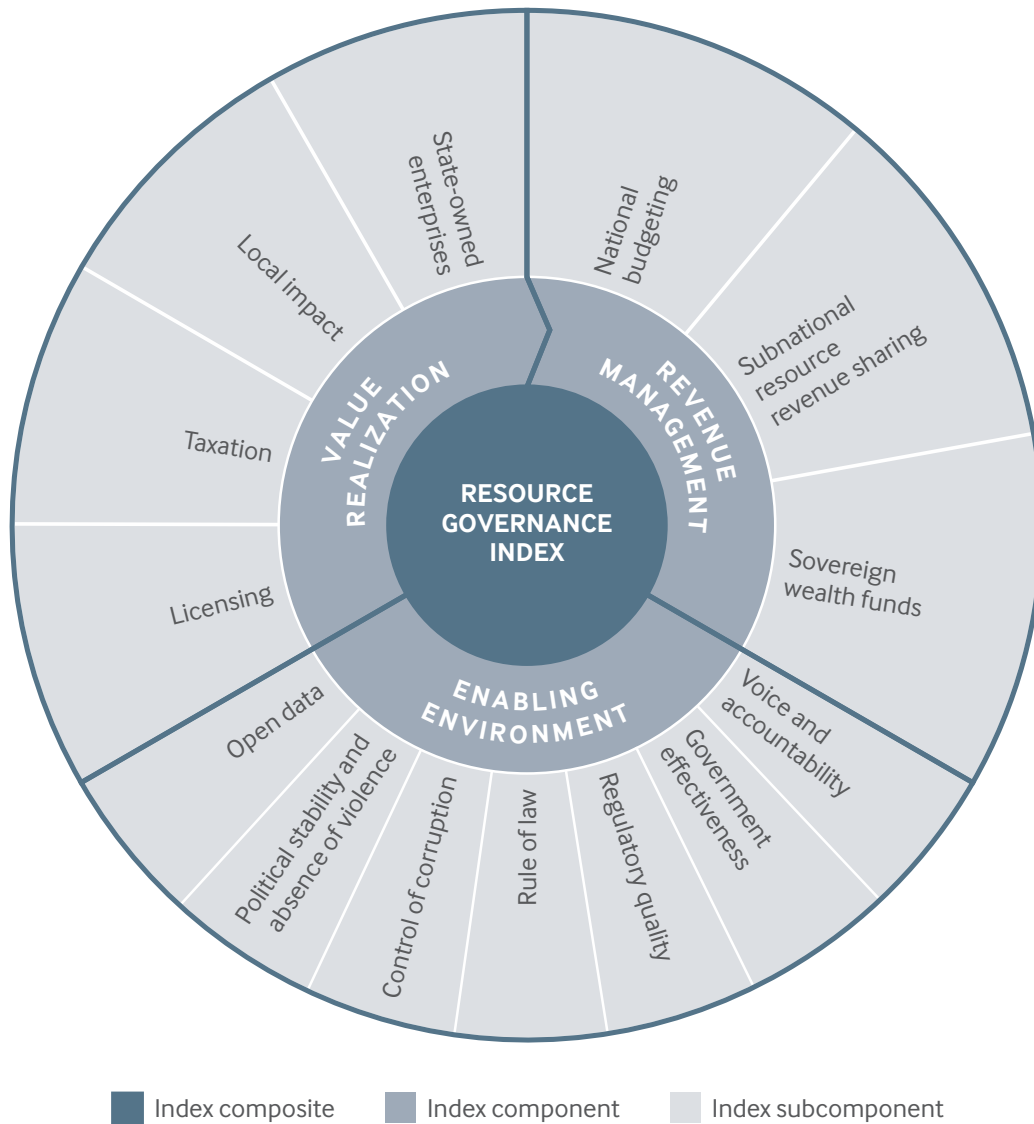 State-owned
enterprises
National
budgeting
Local impact
Subnational
resource
revenue sharing
VALUE
REALIZATION
REVENUE
MANAGEMENT
Taxation
RESOURCE
GOVERNANCE
INDEX
Sovereign
wealth funds
Licensing
ENABLING
ENVIRONMENT
Open data
Political stability and
absence of violence
Control of corruption
Rule of law
Regulatory quality
Government
effectiveness
Voice and
accountability
Index composite
Index component
Index subcomponent